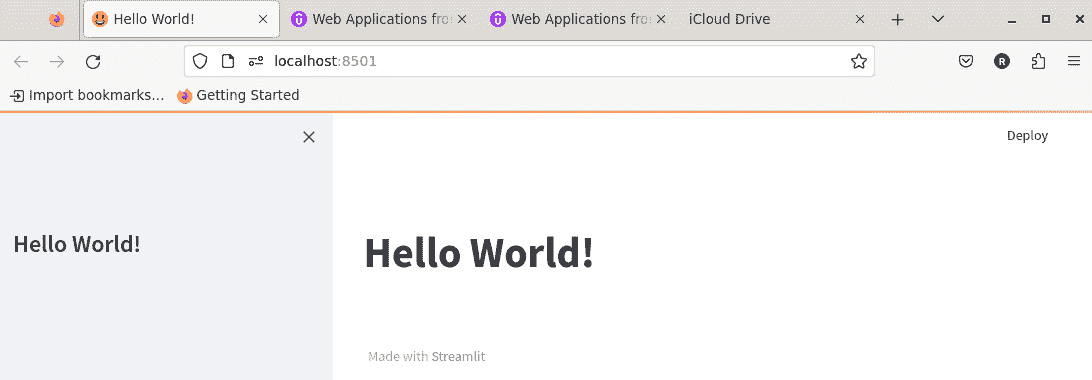 Hello World! Web Applications fro Web Applications fro iCloud Drive
localhost:8501 R
Import bookmarks... Getting Started
Deploy
Hello World!
Hello World!
Made with Streamlit